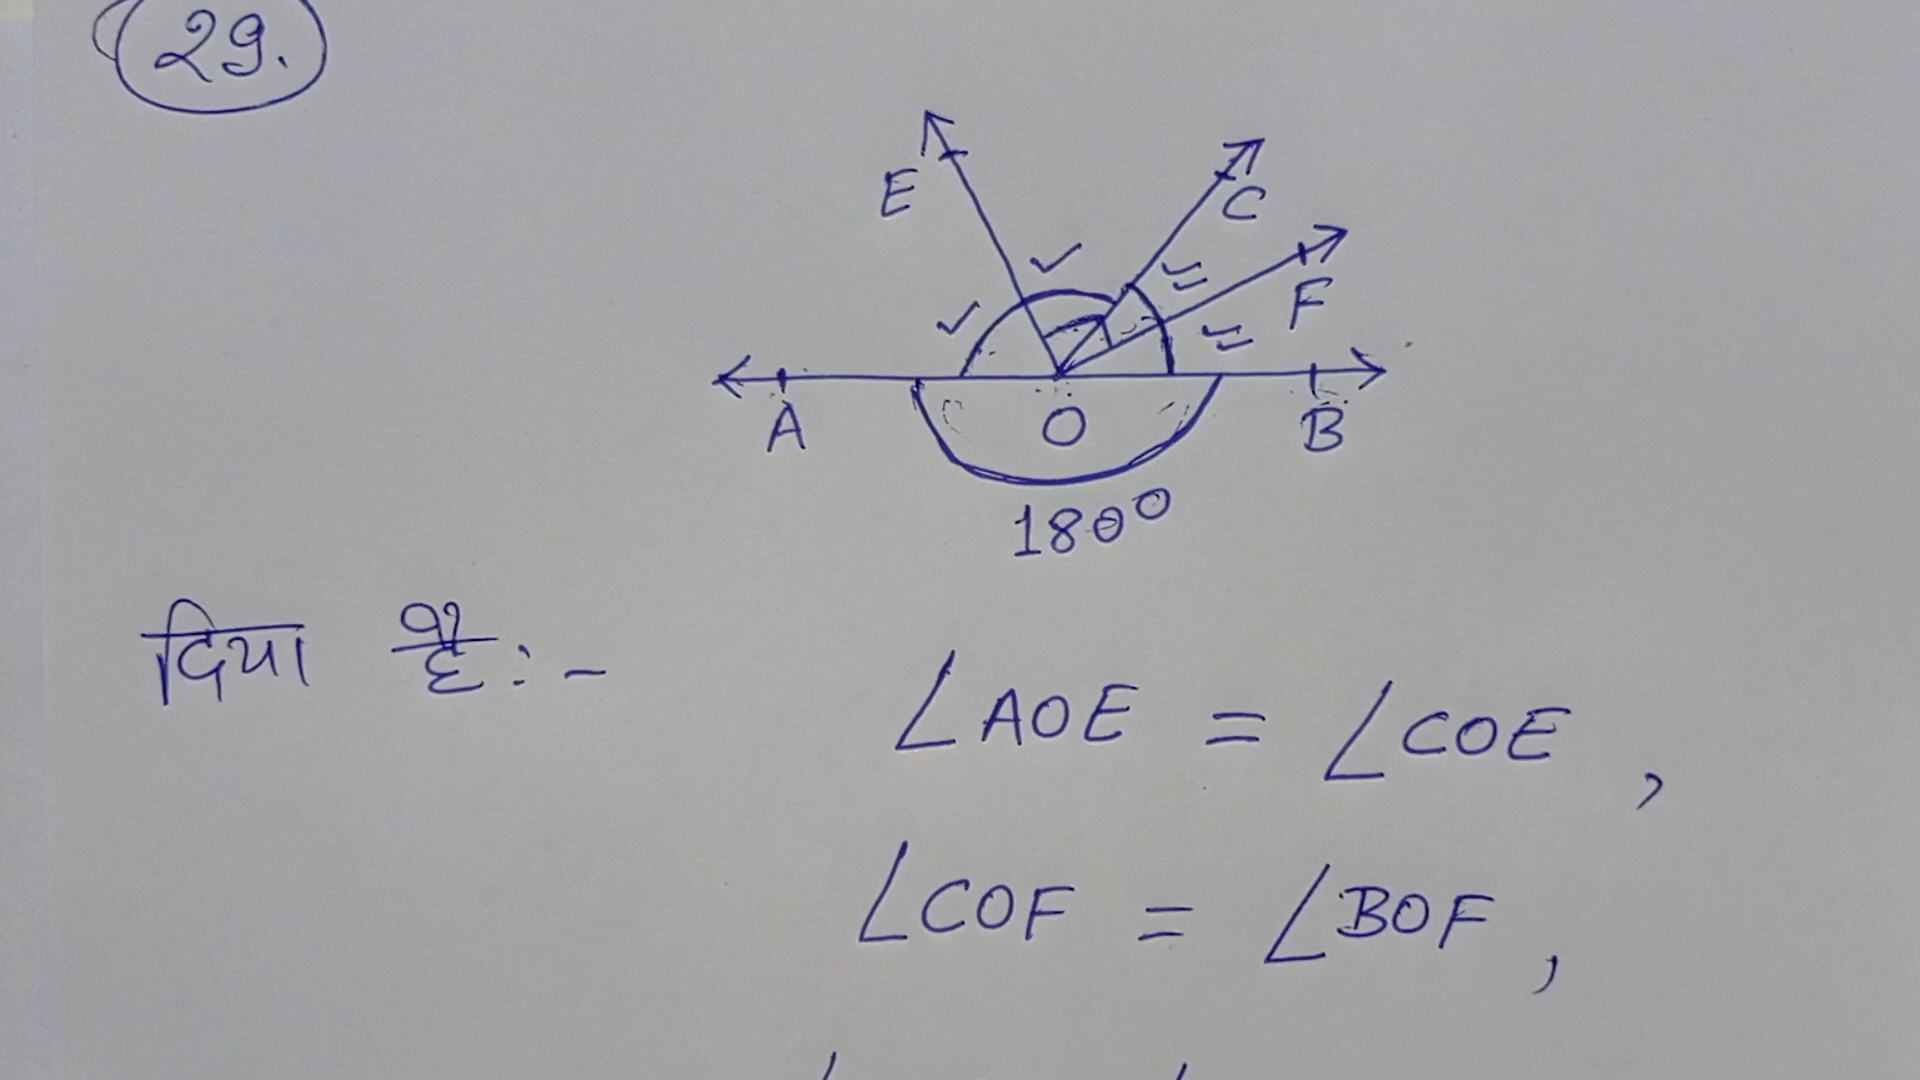 29.
E
C
F
A
O
B
180°
दिया है:-
∠AOE = ∠COE,
∠COF = ∠BOF,